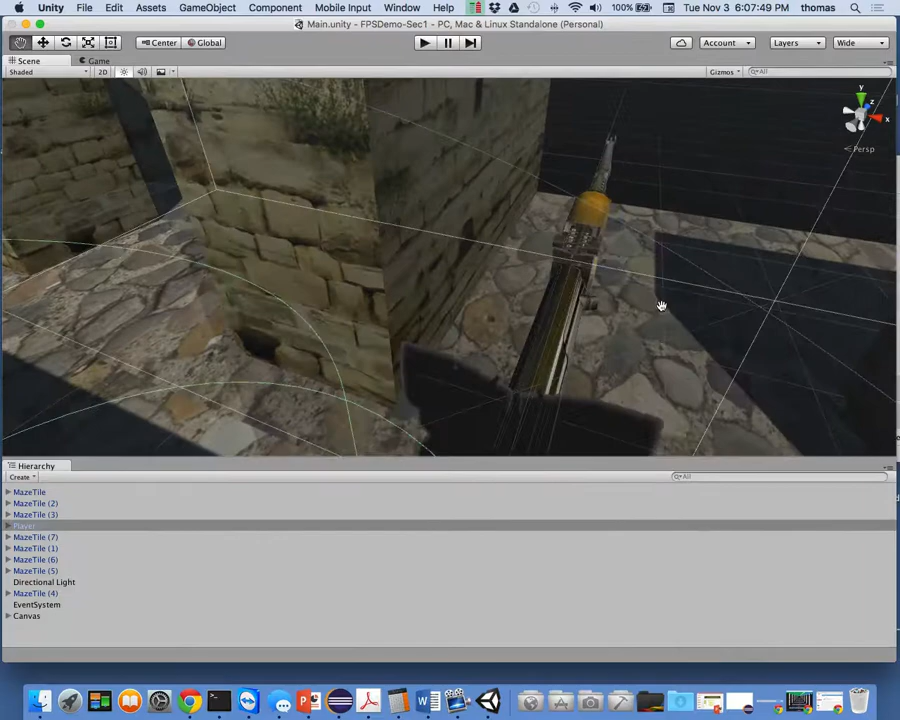 Unity File Edit Assets GameObject Component Mobile Input Window Help 100% Tue Nov 3 6:07:49 PM thomas
Main.unity - FPSDemo-Sec1 - PC, Mac & Linux Standalone (Personal)
Center Global Account Layers Wide
Scene Game
Shaded 2D Gizmos All
y
z
x
Persp
Hierarchy
Create All
MazeTile
MazeTile (2)
MazeTile (3)
Player
MazeTile (7)
MazeTile (1)
MazeTile (6)
MazeTile (5)
Directional Light
MazeTile (4)
EventSystem
Canvas